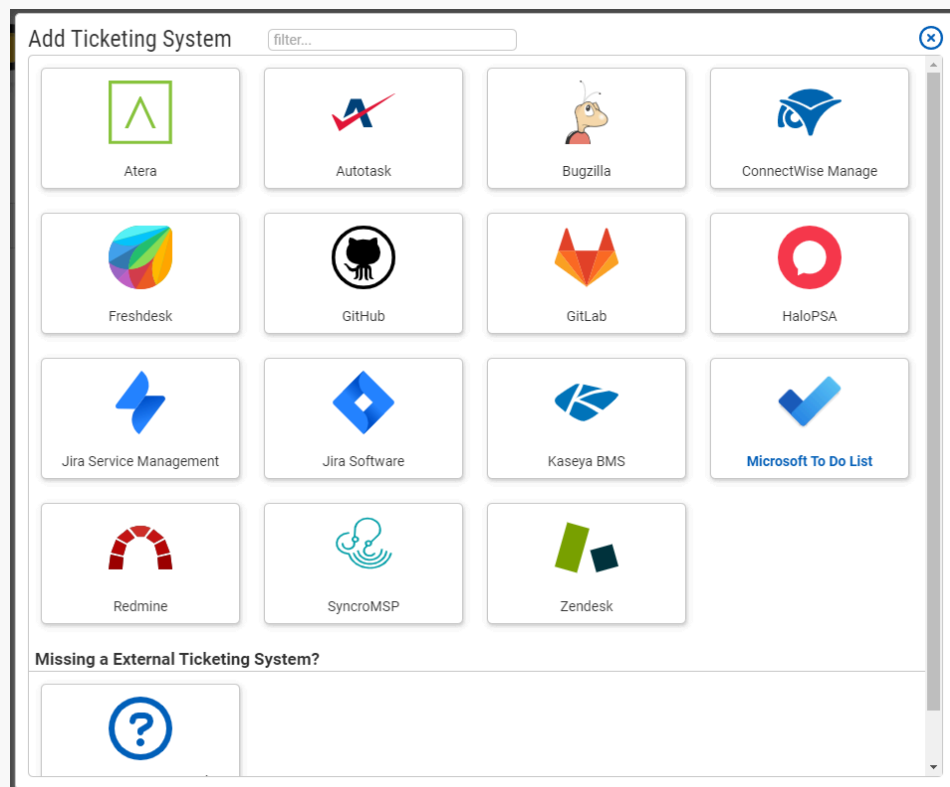 Add Ticketing System
filter...
Atera
Autotask
Bugzilla
ConnectWise Manage
Freshdesk
GitHub
GitLab
HaloPSA
Jira Service Management
Jira Software
Kaseya BMS
Microsoft To Do List
Redmine
SyncroMSP
Zendesk
Missing a External Ticketing System?